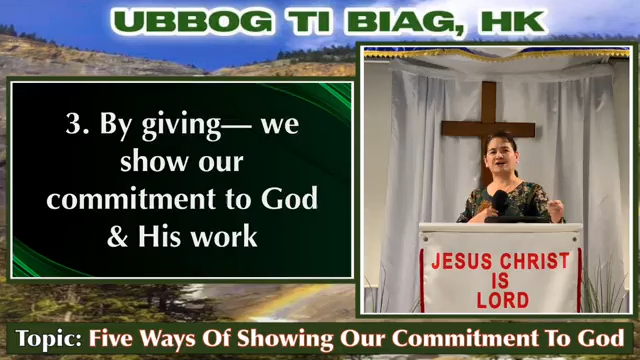 UBBOG TI BIAG, HK
3. By giving— we
show our
commitment to God
& His work
JESUS CHRIST
IS
LORD
Topic: Five Ways Of Showing Our Commitment To God